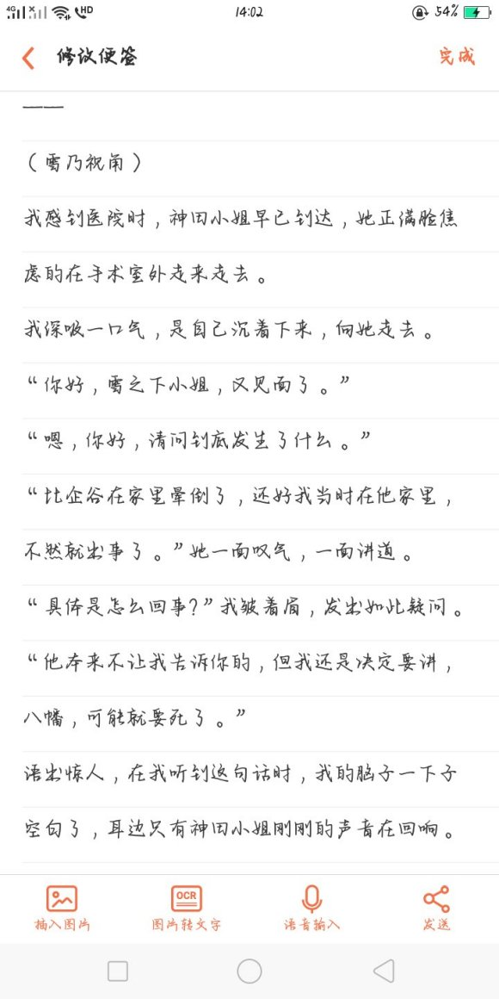 4G HD 14:02 54%
修改便签 完成
——
（雪乃视角）
我感到医院时，神田小姐早已到达，她正满脸焦
虑的在手术室外走来走去。
我深吸一口气，是自己沉着下来，向她走去。
“你好，雪之下小姐，又见面了。”
“嗯，你好，请问到底发生了什么。”
“比企谷在家里晕倒了，还好我当时在他家里，
不然就出事了。”她一面叹气，一面讲道。
“具体是怎么回事?”我皱着眉，发出如此疑问。
“他本来不让我告诉你的，但我还是决定要讲，
八幡，可能就要死了。”
语出惊人，在我听到这句话时，我的脑子一下子
空白了，耳边只有神田小姐刚刚的声音在回响。
OCR
插入图片 图片转文字 语音输入 发送